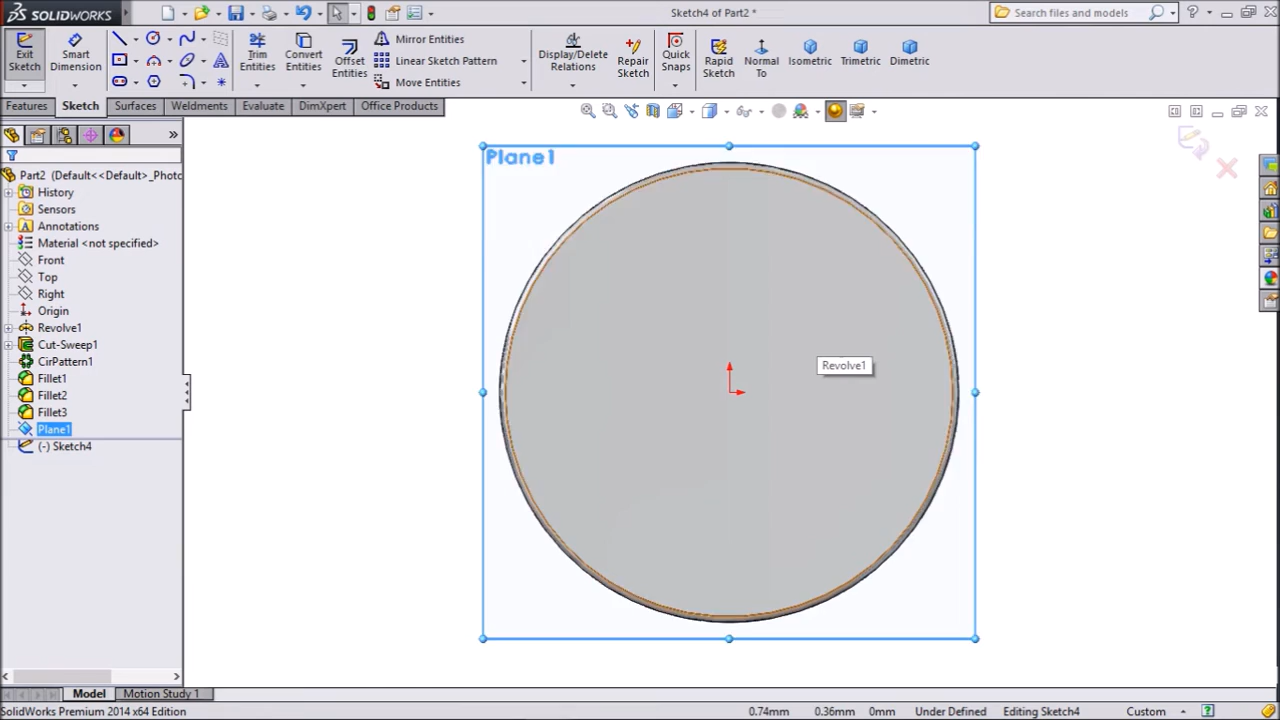 SOLIDWORKS
Sketch4 of Part2 *
Search files and models
Exit Sketch
Smart Dimension
Trim Entities
Convert Entities
Offset Entities
Mirror Entities
Linear Sketch Pattern
Move Entities
Display/Delete Relations
Repair Sketch
Quick Snaps
Rapid Sketch
Normal To
Isometric
Trimetric
Dimetric
Features
Sketch
Surfaces
Weldments
Evaluate
DimXpert
Office Products
Part2 (Default<<Default>_Photo
History
Sensors
Annotations
Material <not specified>
Front
Top
Right
Origin
Revolve1
Cut-Sweep1
CirPattern1
Fillet1
Fillet2
Fillet3
Plane1
(-) Sketch4
Plane1
Revolve1
Model
Motion Study 1
SolidWorks Premium 2014 x64 Edition
0.74mm
0.36mm
0mm
Under Defined
Editing Sketch4
Custom